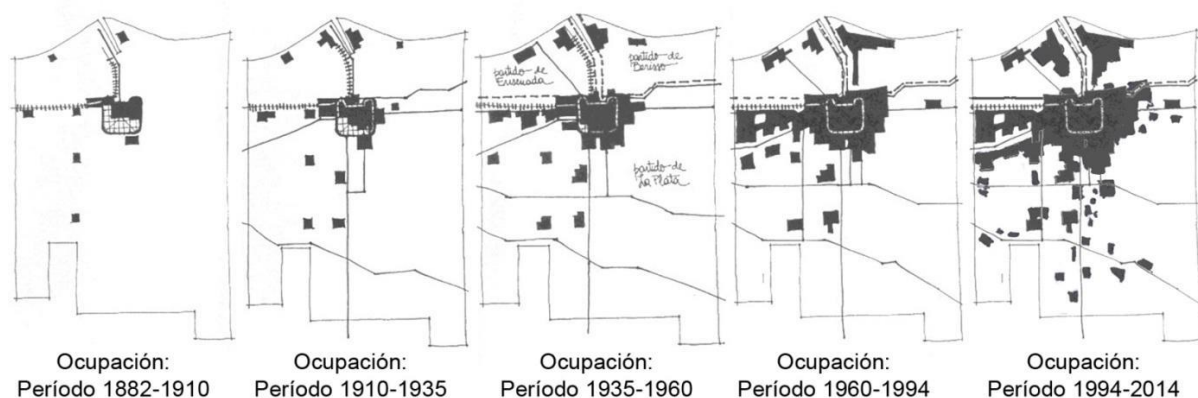 partido de
Ensenada
partido de
Berisso
partido de
La Plata
Ocupación:
Período 1882-1910
Ocupación:
Período 1910-1935
Ocupación:
Período 1935-1960
Ocupación:
Período 1960-1994
Ocupación:
Período 1994-2014